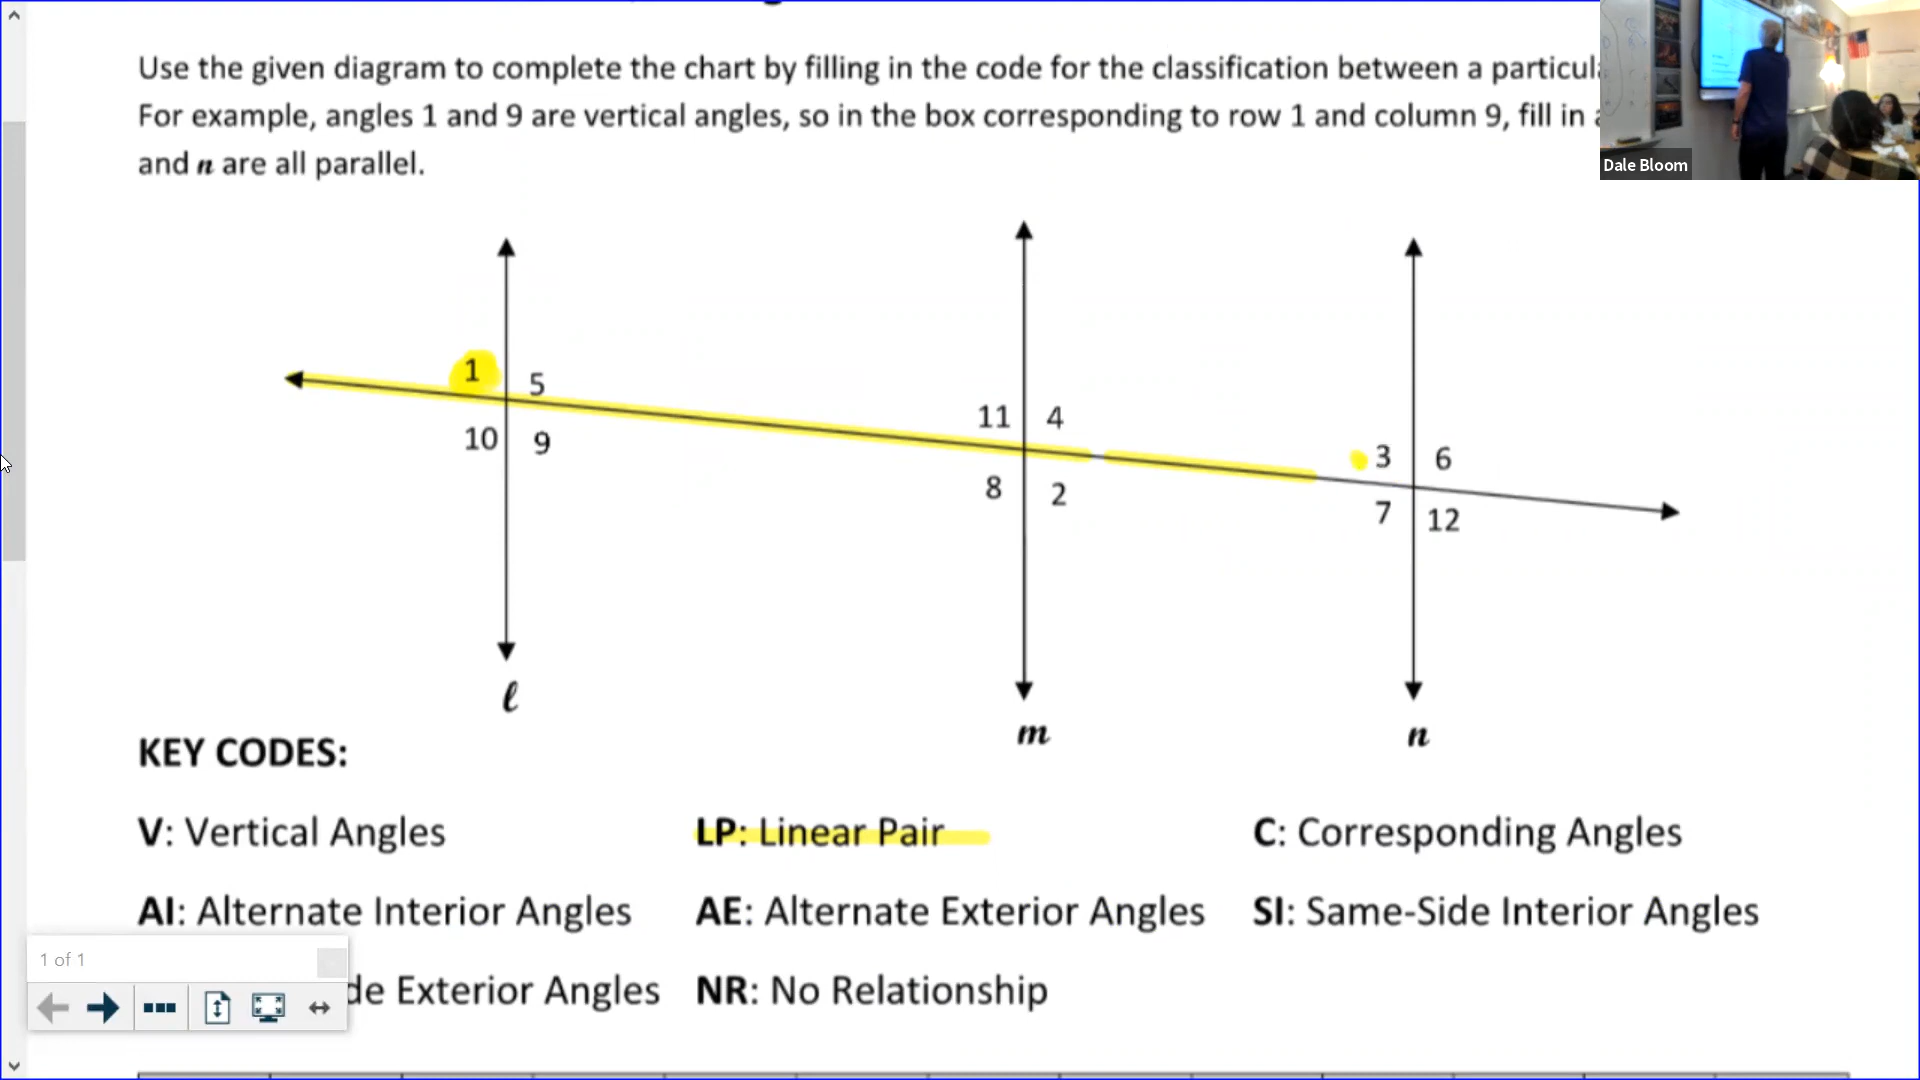 Use the given diagram to complete the chart by filling in the code for the classification between a particul
For example, angles 1 and 9 are vertical angles, so in the box corresponding to row 1 and column 9, fill in
and n are all parallel.
Dale Bloom
1 5
10 9
11 4
8 2
3 6
7 12
ℓ
m
n
KEY CODES:
V: Vertical Angles LP: Linear Pair C: Corresponding Angles
AI: Alternate Interior Angles AE: Alternate Exterior Angles SI: Same-Side Interior Angles
de Exterior Angles NR: No Relationship
1 of 1